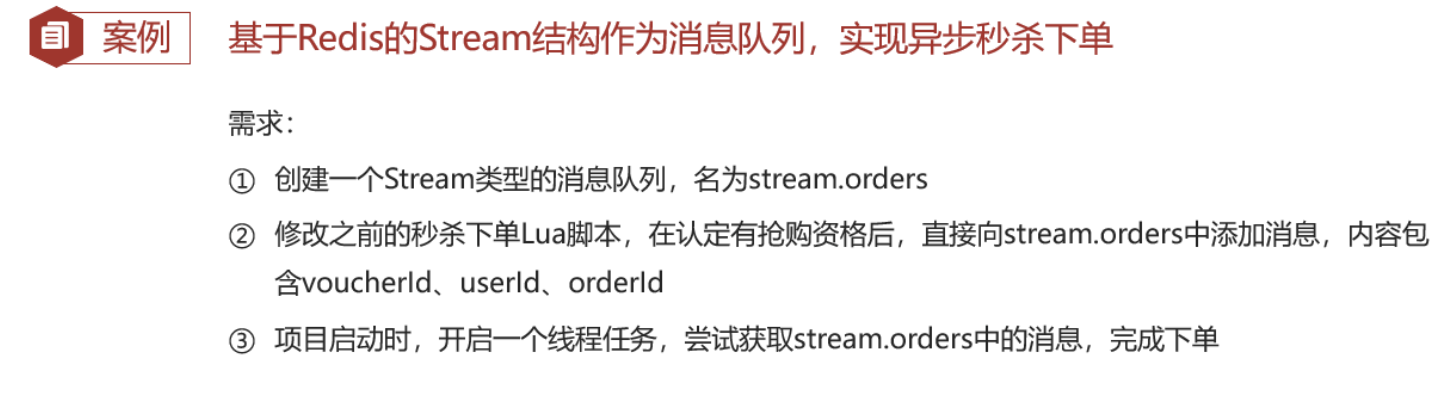 案例
基于Redis的Stream结构作为消息队列，实现异步秒杀下单
需求：
① 创建一个Stream类型的消息队列，名为stream.orders
② 修改之前的秒杀下单Lua脚本，在认定有抢购资格后，直接向stream.orders中添加消息，内容包
含voucherId、userId、orderId
③ 项目启动时，开启一个线程任务，尝试获取stream.orders中的消息，完成下单